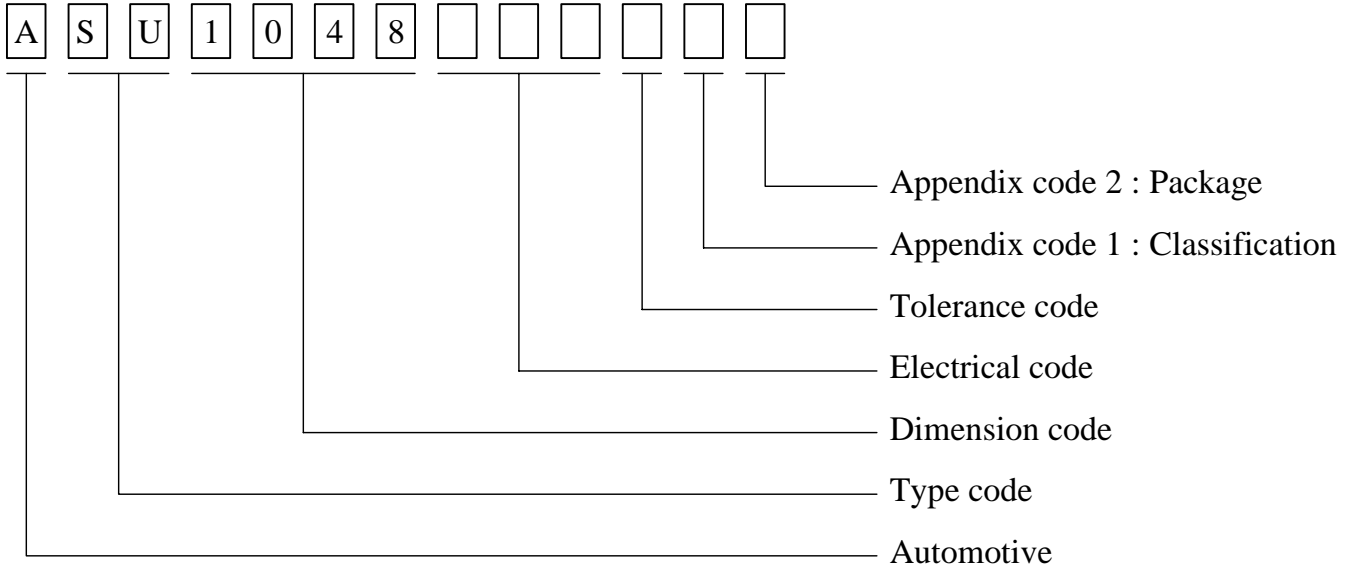 A S U 1 0 4 8
Appendix code 2 : Package
Appendix code 1 : Classification
Tolerance code
Electrical code
Dimension code
Type code
Automotive